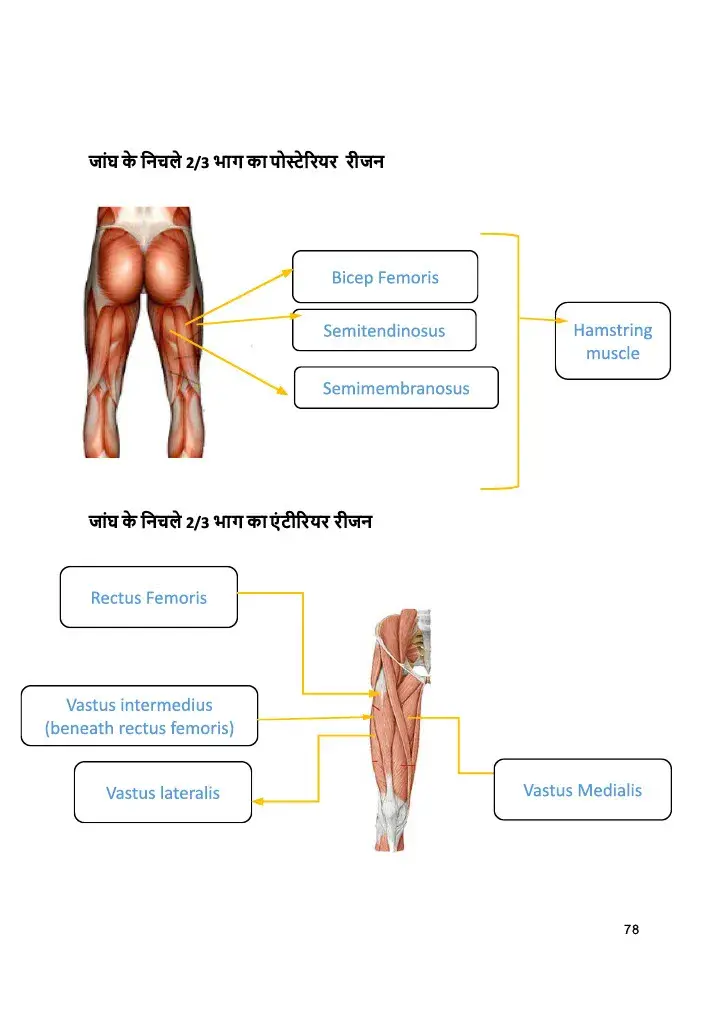 जांघ के निचले 2/3 भाग का पोस्टेरियर रीजन
Bicep Femoris
Semitendinosus
Semimembranosus
Hamstring
muscle
जांघ के निचले 2/3 भाग का एंटीरियर रीजन
Rectus Femoris
Vastus intermedius
(beneath rectus femoris)
Vastus lateralis
Vastus Medialis
78